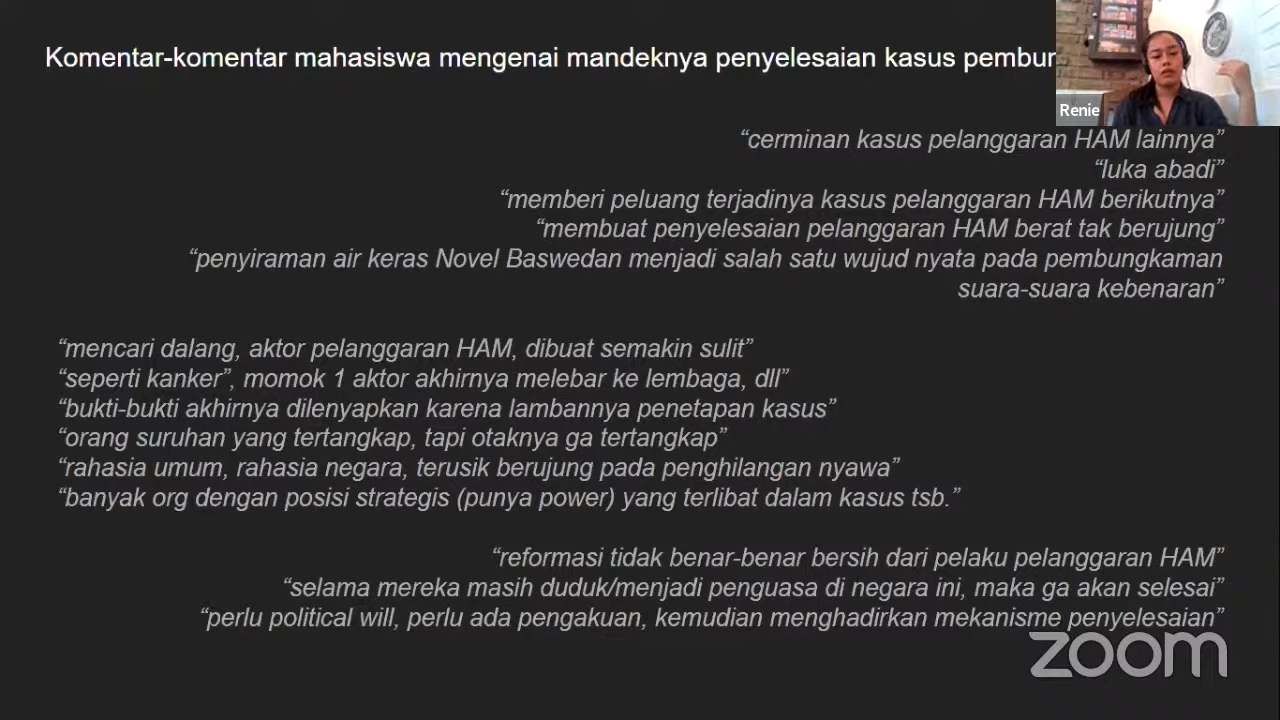 Komentar-komentar mahasiswa mengenai mandeknya penyelesaian kasus
Renie
“cerminan kasus pelanggaran HAM lainnya”
“luka abadi”
“memberi peluang terjadinya kasus pelanggaran HAM berikutnya”
“membuat penyelesaian pelanggaran HAM berat tak berujung”
“penyiraman air keras Novel Baswedan menjadi salah satu wujud nyata pada pembungkaman
suara-suara kebenaran”
“mencari dalang, aktor pelanggaran HAM, dibuat semakin sulit”
“seperti kanker”, momok 1 aktor akhirnya melebar ke lembaga, dll”
“bukti-bukti akhirnya dilenyapkan karena lambannya penetapan kasus”
“orang suruhan yang tertangkap, tapi otaknya ga tertangkap”
“rahasia umum, rahasia negara, terusik berujung pada penghilangan nyawa”
“banyak org dengan posisi strategis (punya power) yang terlibat dalam kasus tsb.”
“reformasi tidak benar-benar bersih dari pelaku pelanggaran HAM”
“selama mereka masih duduk/menjadi penguasa di negara ini, maka ga akan selesai”
“perlu political will, perlu ada pengakuan, kemudian menghadirkan mekanisme penyelesaian”
zoom